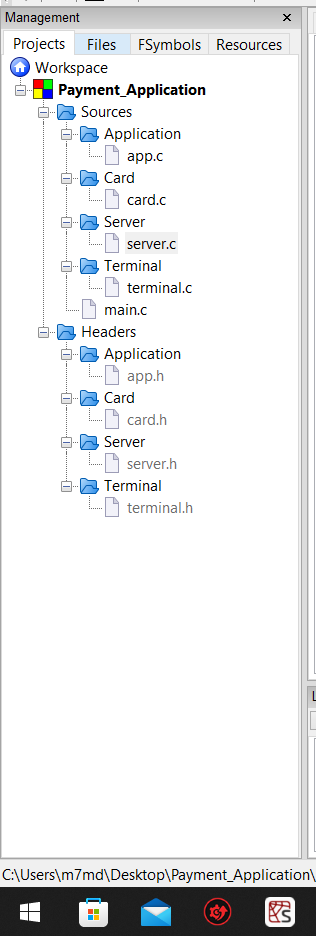 Management
Projects Files FSymbols Resources
Workspace
Payment_Application
Sources
Application
app.c
Card
card.c
Server
server.c
Terminal
terminal.c
main.c
Headers
Application
app.h
Card
card.h
Server
server.h
Terminal
terminal.h
C:\Users\m7md\Desktop\Payment_Application\